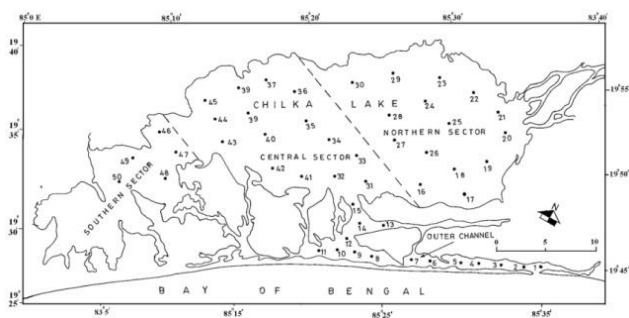 85°0'E 85°10' 85°20' 85°30' 83°40'
19° 40'
37 29
39 36 30 23 19°55'
45 28 24 22
CHILKA LAKE
46 44 39 25 21
35' 43 40 35 NORTHERN SECTOR 20
34 27
49 47 CENTRAL SECTOR 33 26 19
50 48 42 41 32 31 18 19°50'
SOUTHERN SECTOR 16 17
15
30' 14 13
12 OUTER CHANNEL 0 5 10
11 10 9 8 7 6 5 4 3 2 1
19°45'
19° 25
BAY OF BENGAL
83°5' 85°15' 85°25' 85°35'